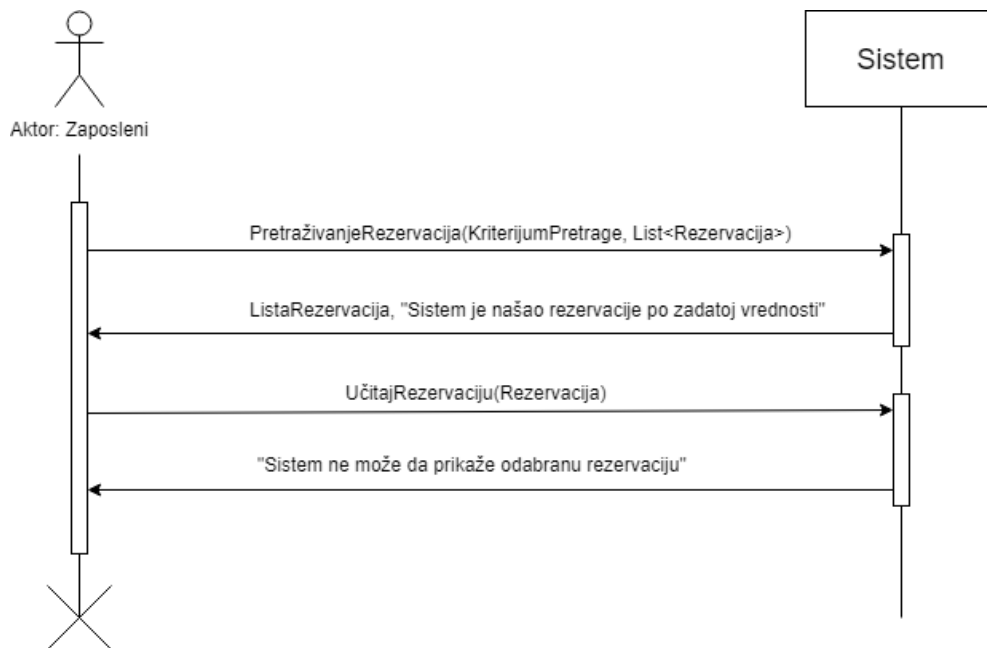 Sistem
Aktor: Zaposleni
PretraživanjeRezervacija(KriterijumPretrage, List<Rezervacija>)
ListaRezervacija, "Sistem je našao rezervacije po zadatoj vrednosti"
UčitajRezervaciju(Rezervacija)
"Sistem ne može da prikaže odabranu rezervaciju"